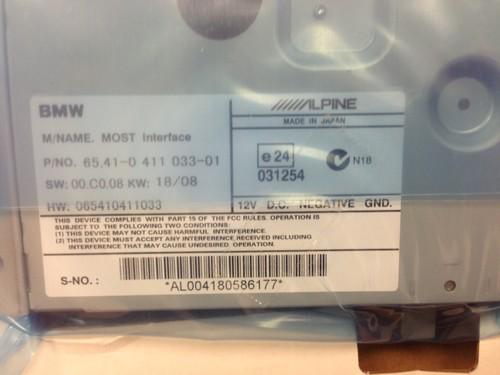 BMW
ALPINE
MADE IN JAPAN
M/NAME. MOST Interface
P/NO. 65.41-0 411 033-01
SW: 00.C0.08 KW: 18/08
HW: 065410411033
e24
031254
N18
12V D.C. NEGATIVE GND.
THIS DEVICE COMPLIES WITH PART 15 OF THE FCC RULES. OPERATION IS
SUBJECT TO THE FOLLOWING TWO CONDITIONS:
(1) THIS DEVICE MAY NOT CAUSE HARMFUL INTERFERENCE.
(2) THIS DEVICE MUST ACCEPT ANY INTERFERENCE RECEIVED INCLUDING
INTERFERENCE THAT MAY CAUSE UNDESIRED OPERATION.
S-NO. :
*AL004180586177*